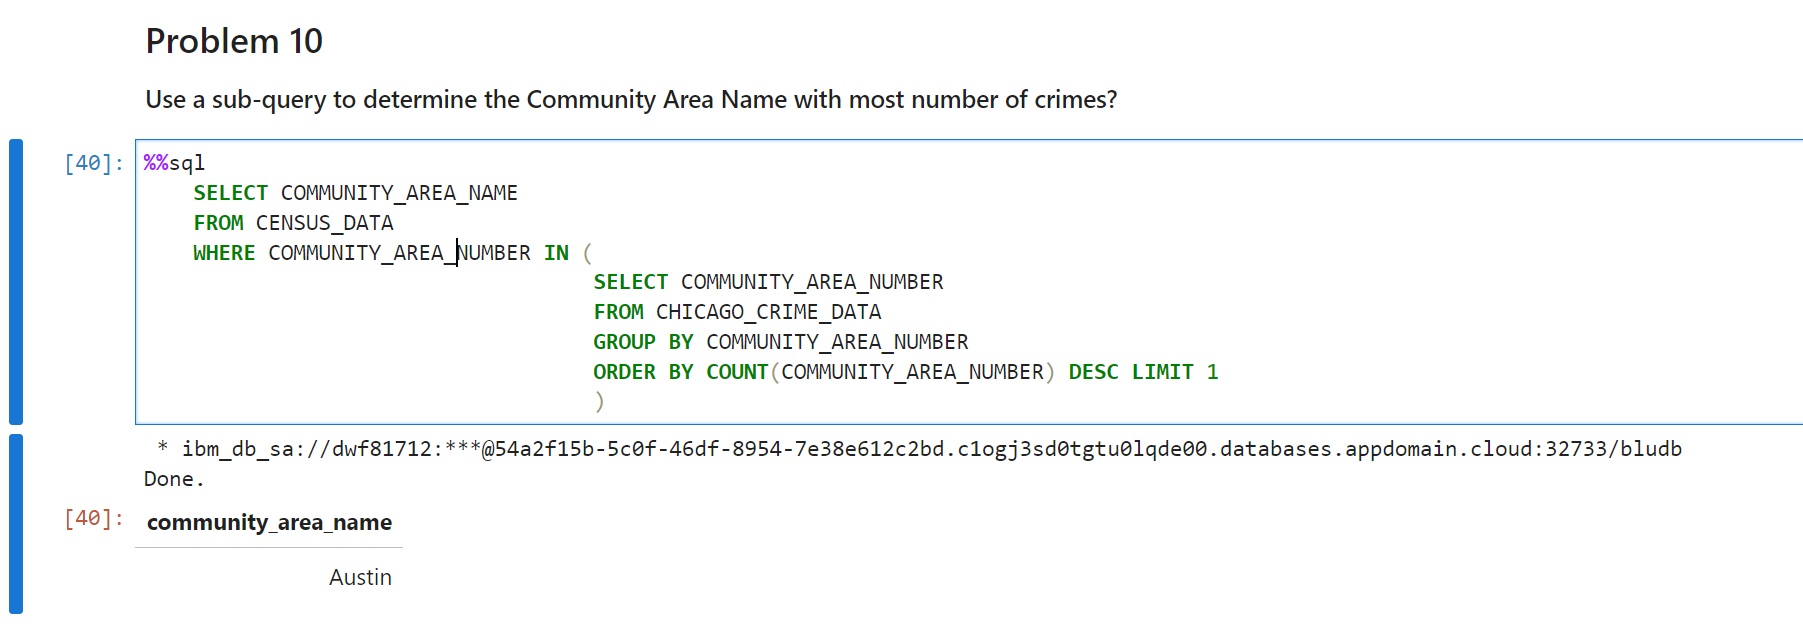 Problem 10
Use a sub-query to determine the Community Area Name with most number of crimes?
[40]: %%sql
SELECT COMMUNITY_AREA_NAME
FROM CENSUS_DATA
WHERE COMMUNITY_AREA_NUMBER IN (
SELECT COMMUNITY_AREA_NUMBER
FROM CHICAGO_CRIME_DATA
GROUP BY COMMUNITY_AREA_NUMBER
ORDER BY COUNT(COMMUNITY_AREA_NUMBER) DESC LIMIT 1
)
* ibm_db_sa://dwf81712:***@54a2f15b-5c0f-46df-8954-7e38e612c2bd.c1ogj3sd0tgtu0lqde00.databases.appdomain.cloud:32733/bludb
Done.
[40]: community_area_name
Austin